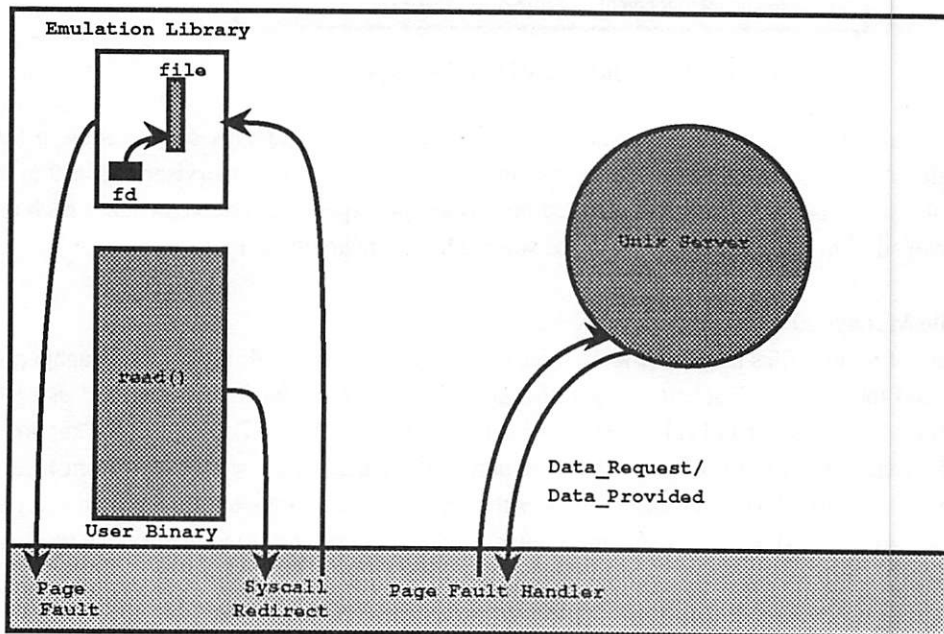 Emulation Library
file
fd
Unix Server
read()
Data_Request/
Data_Provided
User Binary
Page
Fault
Syscall
Redirect
Page Fault Handler